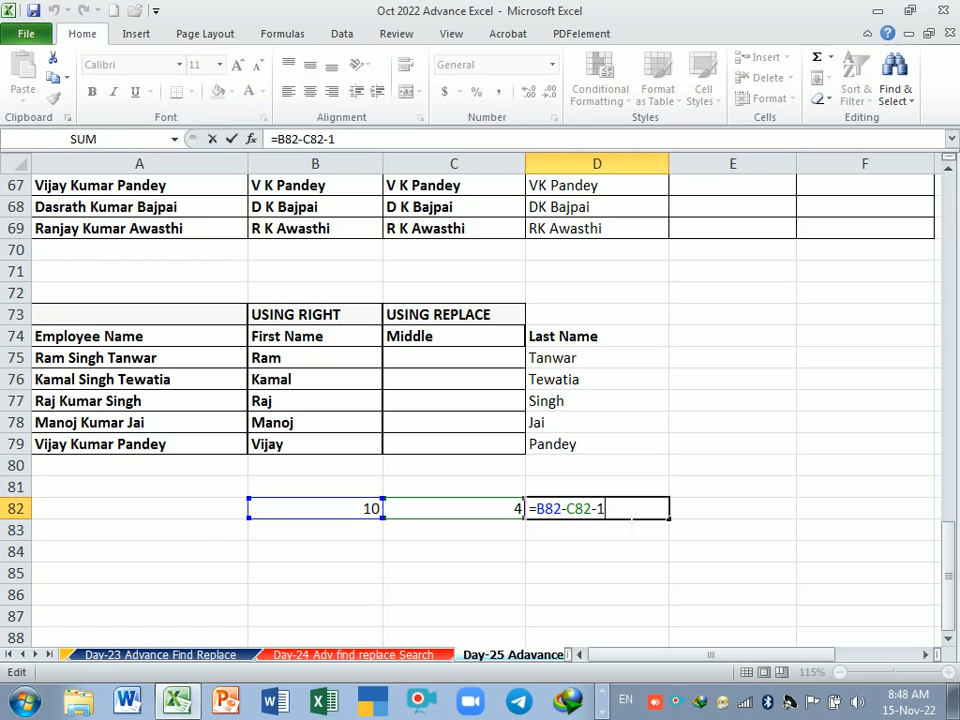 Oct 2022 Advance Excel - Microsoft Excel
File Home Insert Page Layout Formulas Data Review View Acrobat PDFelement
Paste
Calibri 11
B I U
General
$ % ,
Conditional Formatting
Format as Table
Cell Styles
Insert
Delete
Format
Sort & Filter
Find & Select
Clipboard Font Alignment Number Styles Cells Editing
SUM fx =B82-C82-1
A B C D E F
67 Vijay Kumar Pandey V K Pandey V K Pandey VK Pandey
68 Dasrath Kumar Bajpai D K Bajpai D K Bajpai DK Bajpai
69 Ranjay Kumar Awasthi R K Awasthi R K Awasthi RK Awasthi
70
71
72
73 USING RIGHT USING REPLACE
74 Employee Name First Name Middle Last Name
75 Ram Singh Tanwar Ram Tanwar
76 Kamal Singh Tewatia Kamal Tewatia
77 Raj Kumar Singh Raj Singh
78 Manoj Kumar Jai Manoj Jai
79 Vijay Kumar Pandey Vijay Pandey
80
81
82 10 4 =B82-C82-1
83
84
85
86
87
88
Day-23 Advance Find Replace Day-24 Adv find replace Search Day-25 Adavance
Edit 115%
EN 8:48 AM
15-Nov-22